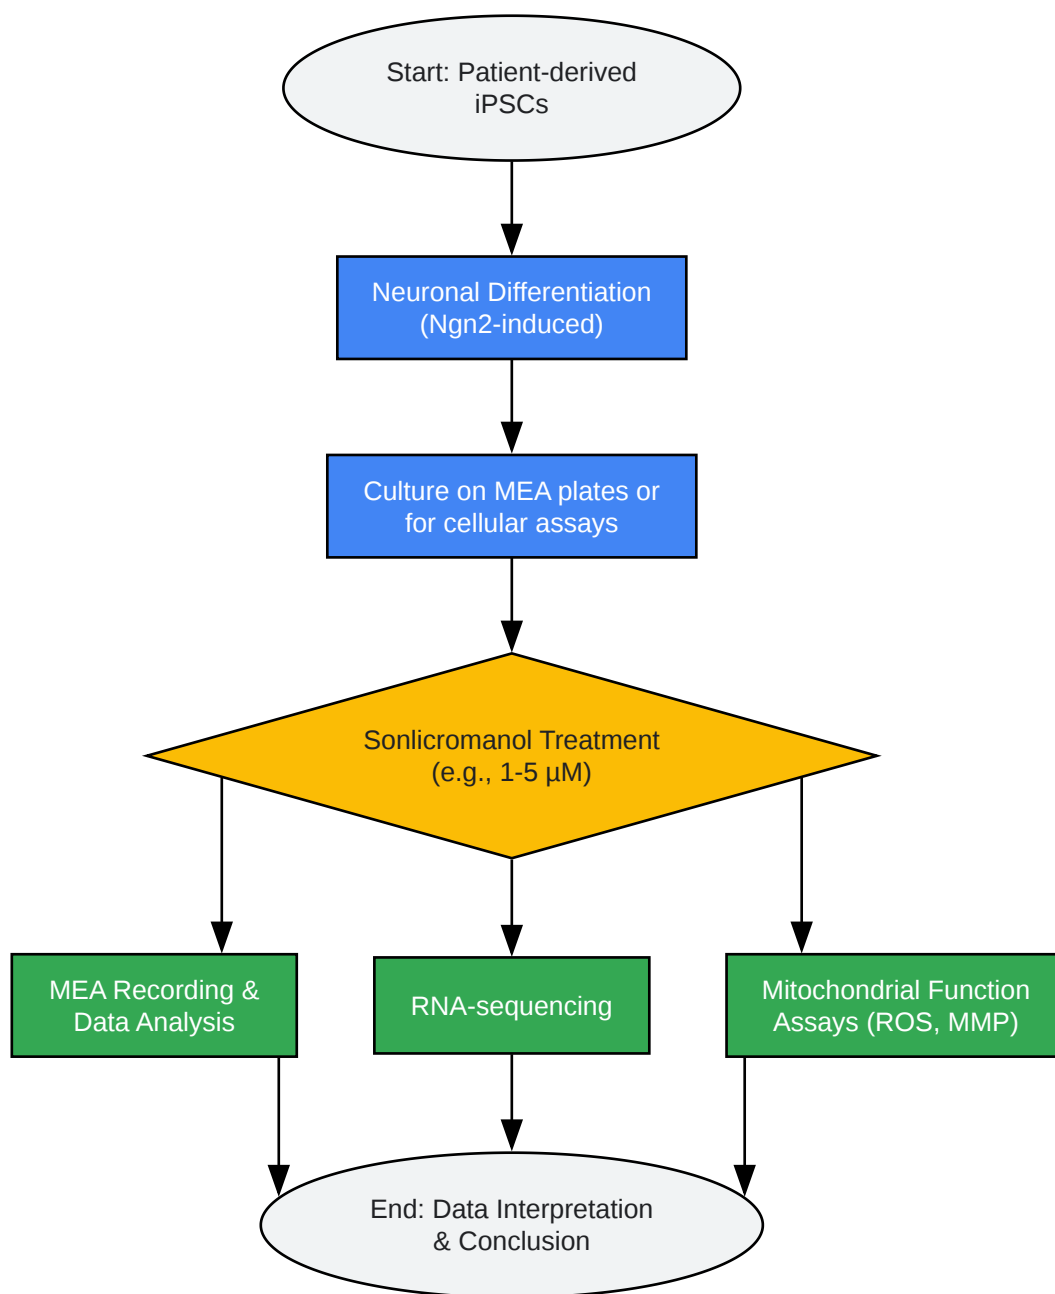 Start: Patient-derived
iPSCs
Neuronal Differentiation
(Ngn2-induced)
Culture on MEA plates or
for cellular assays
Sonlicromanol Treatment
(e.g., 1-5 µM)
MEA Recording &
Data Analysis
RNA-sequencing
Mitochondrial Function
Assays (ROS, MMP)
End: Data Interpretation
& Conclusion